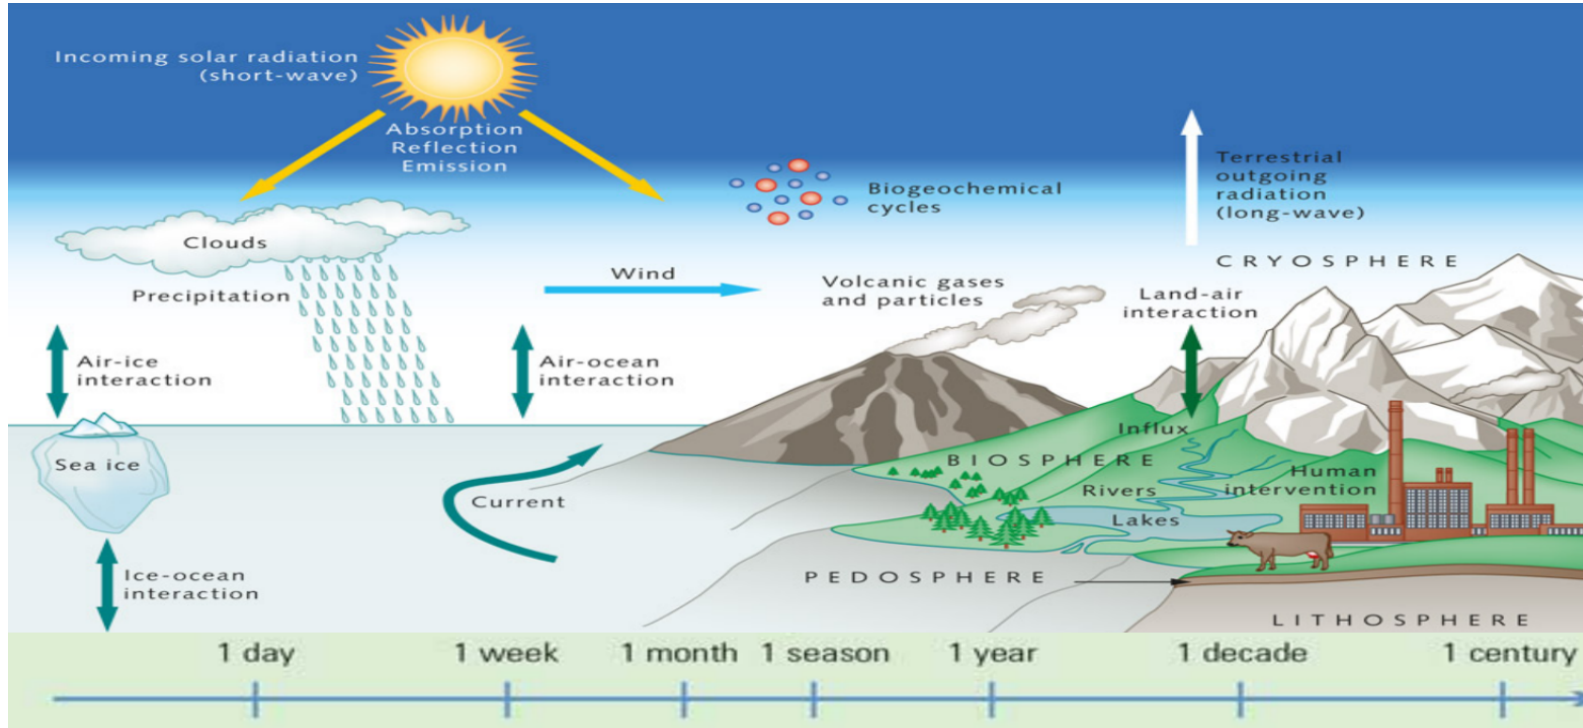 Incoming solar radiation
(short-wave)
Absorption
Reflection
Emission
Terrestrial
outgoing
radiation
(long-wave)
Biogeochemical
cycles
Clouds
Precipitation
Wind
Volcanic gases
and particles
CRYOSPHERE
Land-air
interaction
Air-ice
interaction
Air-ocean
interaction
Influx
BIOSPHERE
Sea ice
Current
Rivers
Human
intervention
Lakes
Ice-ocean
interaction
PEDOSPHERE
LITHOSPHERE
1 day
1 week
1 month
1 season
1 year
1 decade
1 century